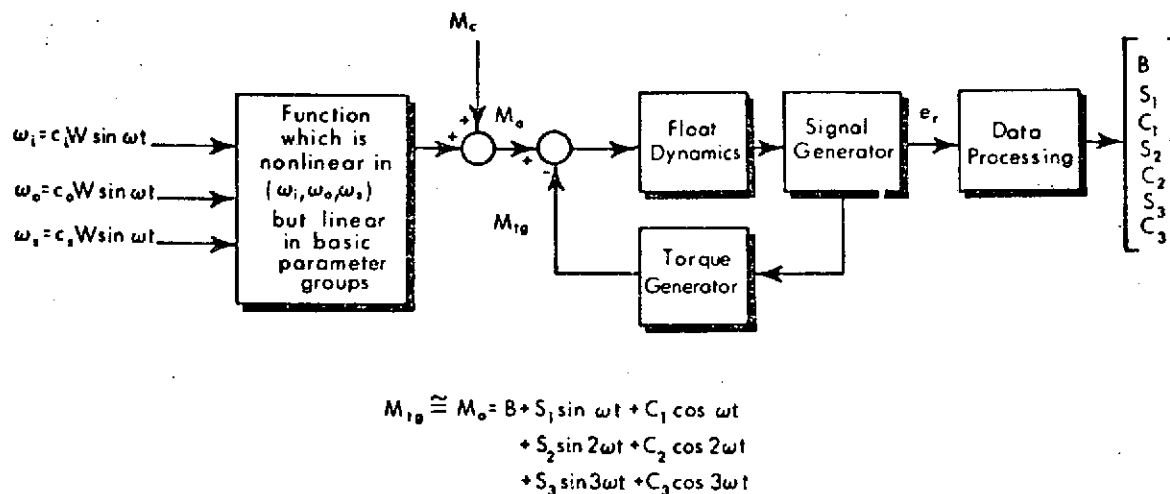 M_c
ω_i = c_i W sin ωt
ω_o = c_o W sin ωt
ω_s = c_s W sin ωt
Function
which is
nonlinear in
(ω_i, ω_o, ω_s)
but linear
in basic
parameter
groups
+
+
M_o
+
-
M_tg
Float
Dynamics
Signal
Generator
e_r
Data
Processing
Torque
Generator
B
S_1
C_1
S_2
C_2
S_3
C_3
M_tg ≅ M_o = B + S_1 sin ωt + C_1 cos ωt
+ S_2 sin 2ωt + C_2 cos 2ωt
+ S_3 sin 3ωt + C_3 cos 3ωt